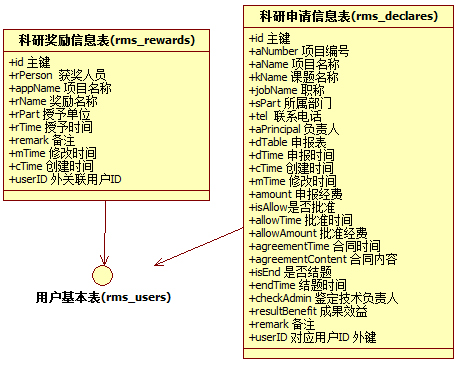 科研奖励信息表(rms_rewards)
+id 主键
+rPerson  获奖人员
+appName 项目名称
+rName 奖励名称
+rPart 授予单位
+rTime 授予时间
+remark 备注
+mTime 修改时间
+cTime 创建时间
+userID 外关联用户ID
用户基本表(rms_users)
科研申请信息表(rms_declares)
+id 主键
+aNumber 项目编号
+aName 项目名称
+kName 课题名称
+jobName 职称
+sPart 所属部门
+tel  联系电话
+aPrincipal 负责人
+dTable 申报表
+dTime 申报时间
+cTime 创建时间
+mTime 修改时间
+amount 申报经费
+isAllow是否批准
+allowTime 批准时间
+allowAmount 批准经费
+agreementTime 合同时间
+agreementContent 合同内容
+isEnd 是否结题
+endTime 结题时间
+checkAdmin 鉴定技术负责人
+resultBenefit 成果效益
+remark 备注
+userID 对应用户ID 外键